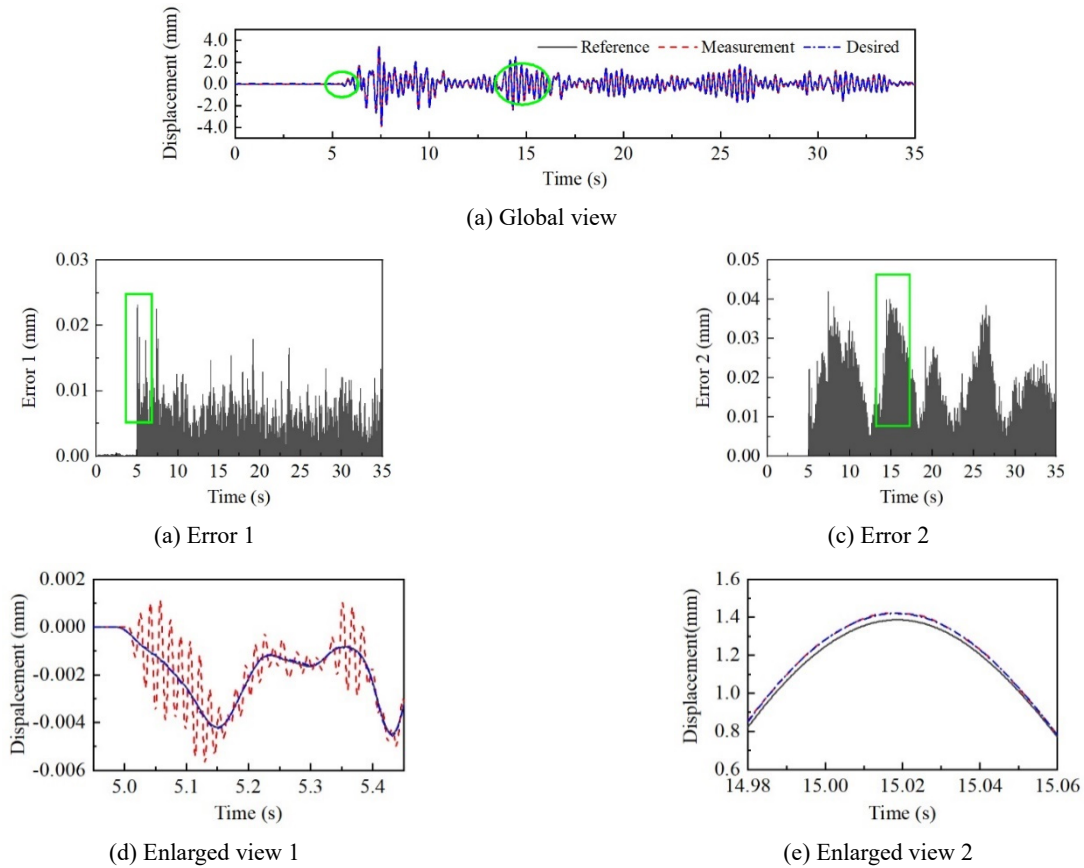 Displacement (mm)
4.0
2.0
0.0
-2.0
-4.0
Reference Measurement Desired
0 5 10 15 20 25 30 35
Time (s)
(a) Global view
Error 1 (mm)
0.03
0.02
0.01
0.00
0 5 10 15 20 25 30 35
Time (s)
(a) Error 1
Error 2 (mm)
0.05
0.04
0.03
0.02
0.01
0.00
0 5 10 15 20 25 30 35
Time (s)
(c) Error 2
Dispalcement (mm)
0.002
0.000
-0.002
-0.004
-0.006
5.0 5.1 5.2 5.3 5.4
Time (s)
(d) Enlarged view 1
Displacement(mm)
1.6
1.4
1.2
1.0
0.8
0.6
14.98 15.00 15.02 15.04 15.06
Time (s)
(e) Enlarged view 2